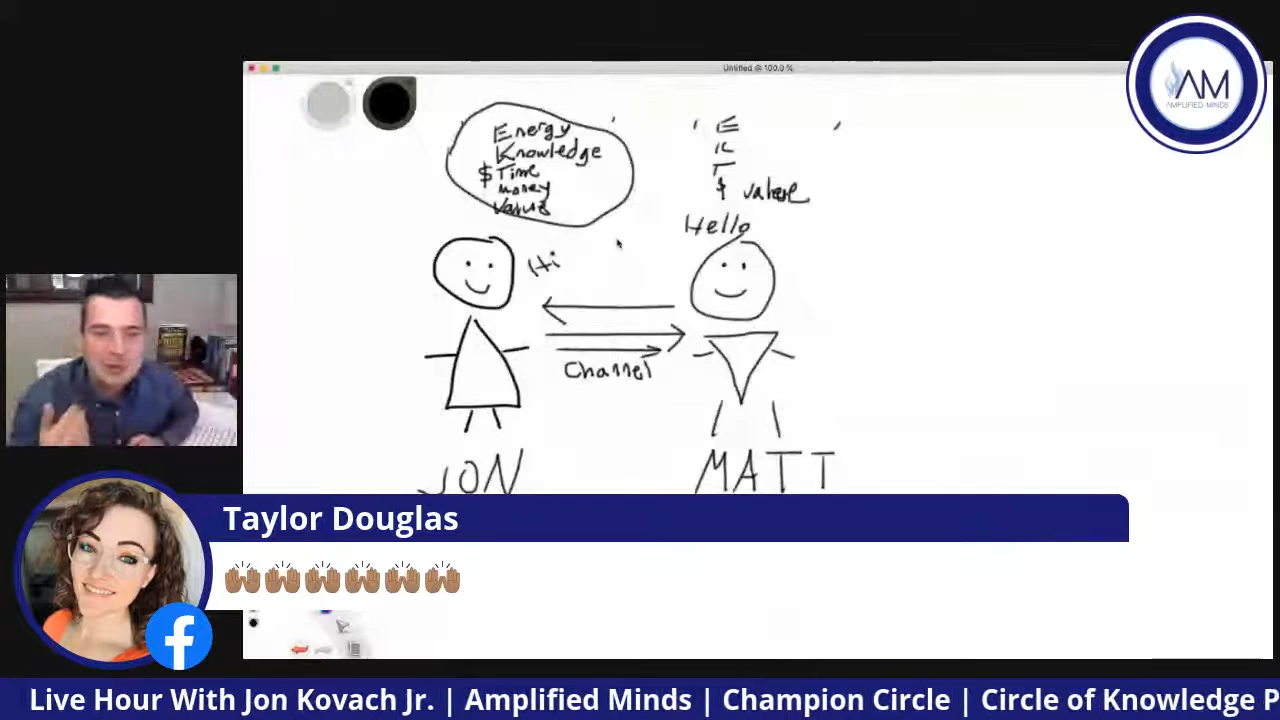 Untitled @ 100.0 %
AM
AMPLIFIED MINDS
Energy
Knowledge
$ Time
Money
Value
E
K
T
$ value
Hello
Hi
Channel
JON
MATT
Taylor Douglas
🙌🏽🙌🏽🙌🏽🙌🏽🙌🏽🙌🏽
Live Hour With Jon Kovach Jr. | Amplified Minds | Champion Circle | Circle of Knowledge P